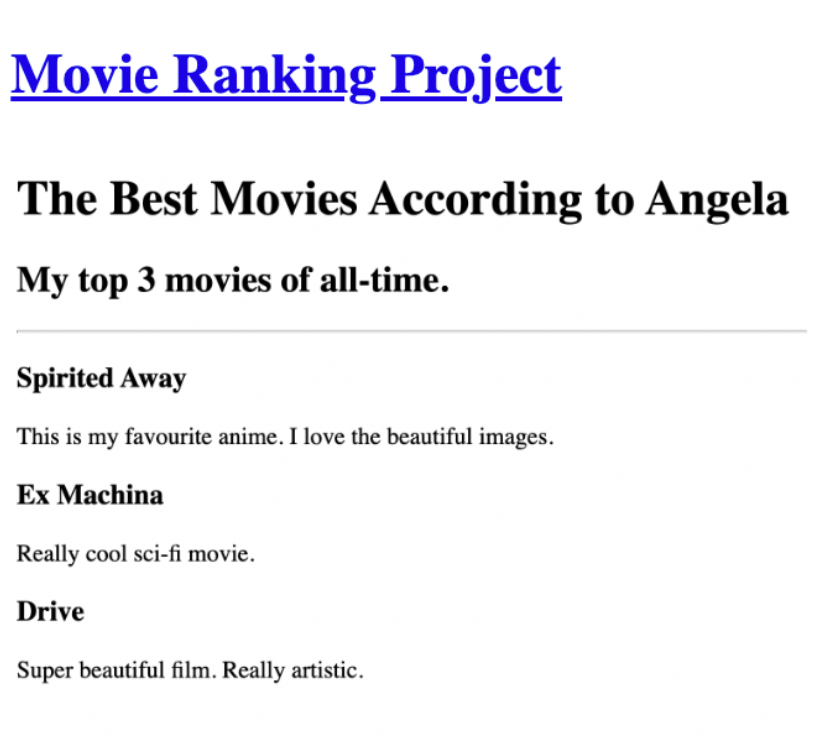 Movie Ranking Project
The Best Movies According to Angela
My top 3 movies of all-time.
Spirited Away
This is my favourite anime. I love the beautiful images.
Ex Machina
Really cool sci-fi movie.
Drive
Super beautiful film. Really artistic.